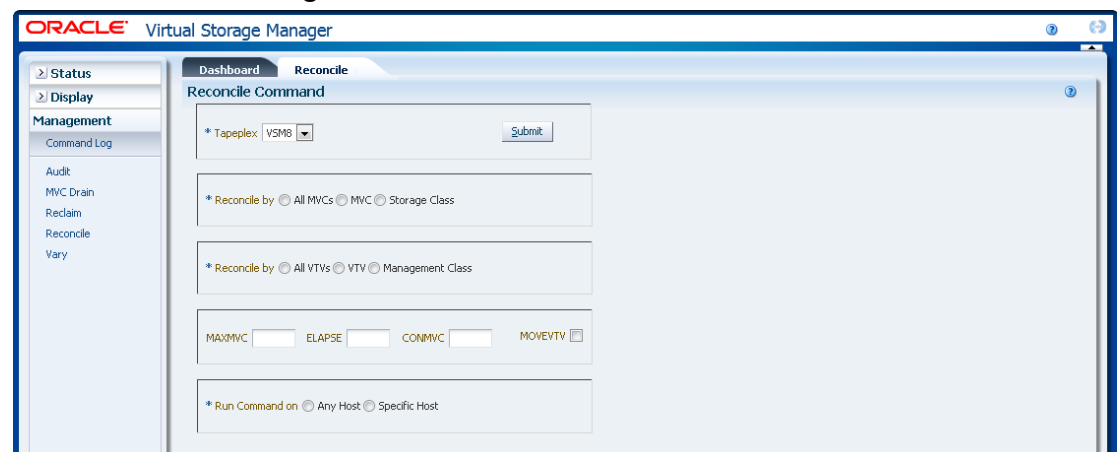 ORACLE Virtual Storage Manager
Status
Display
Management
Command Log
Audit
MVC Drain
Reclaim
Reconcile
Vary
Dashboard Reconcile
Reconcile Command
* Tapeplex VSM8 Submit
* Reconcile by All MVCs MVC Storage Class
* Reconcile by All VTVs VTV Management Class
MAXMVC ELAPSE CONMVC MOVEVTV
* Run Command on Any Host Specific Host